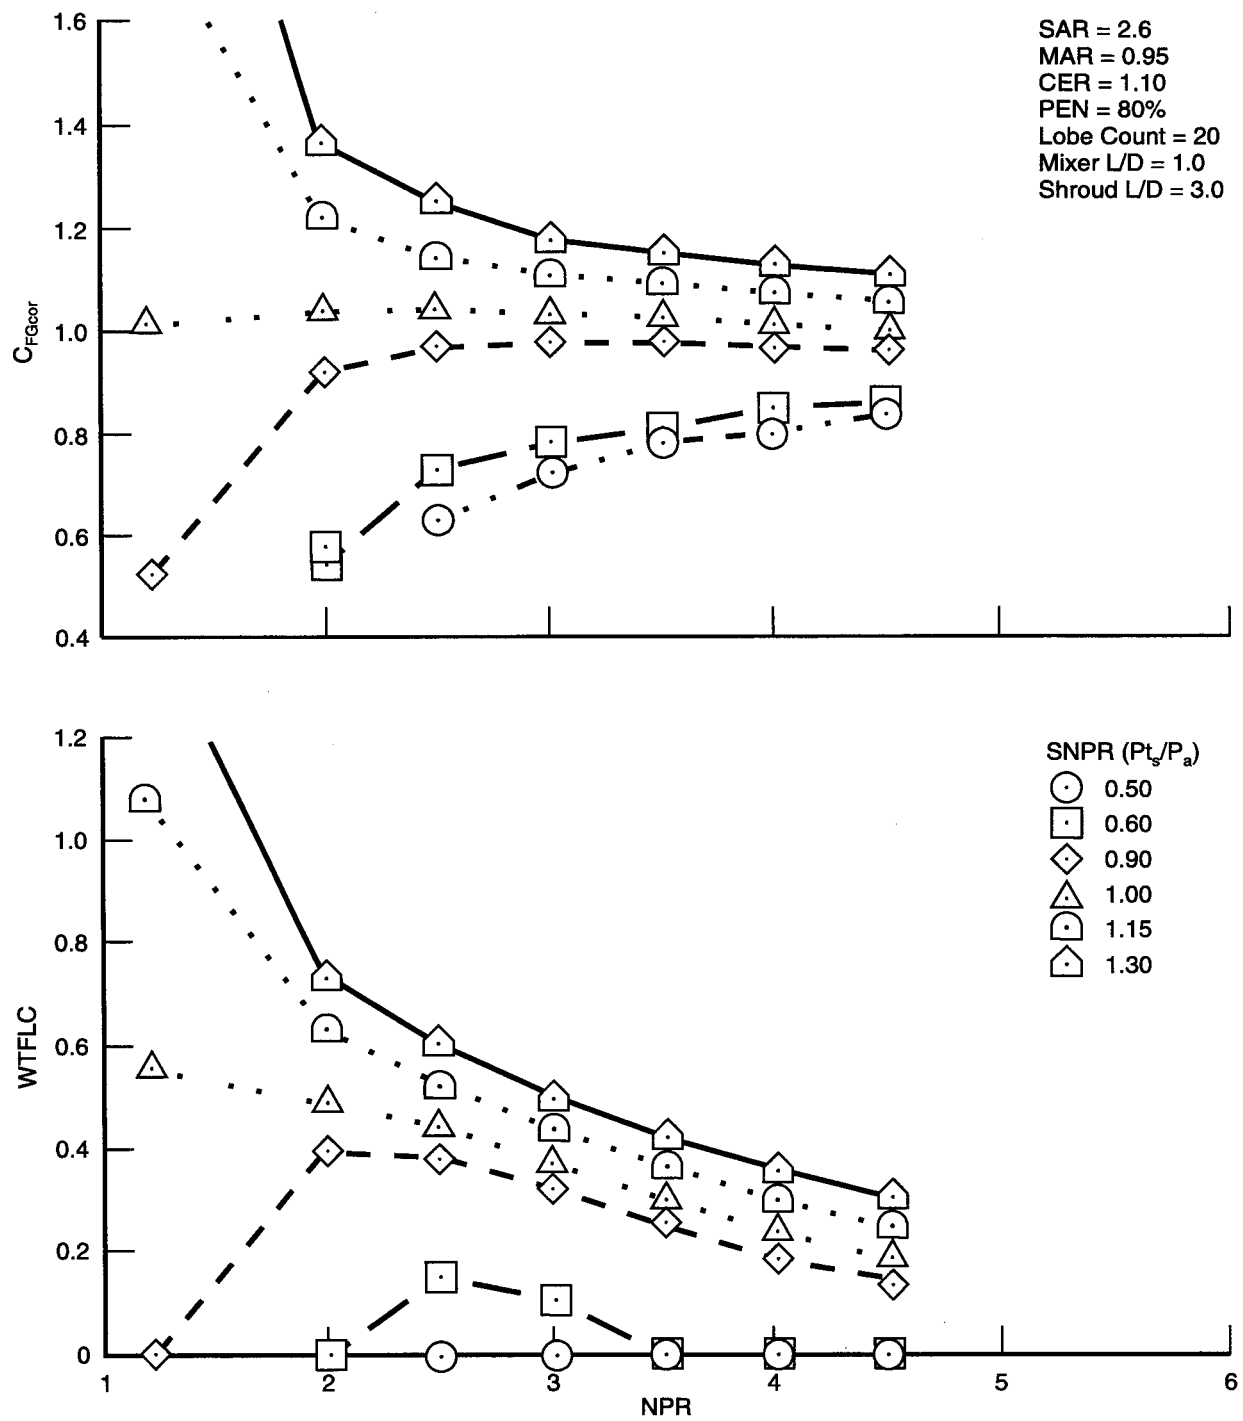 1.6
1.4
1.2
1.0
0.8
0.6
0.4
C_FGcor
SAR = 2.6
MAR = 0.95
CER = 1.10
PEN = 80%
Lobe Count = 20
Mixer L/D = 1.0
Shroud L/D = 3.0
1.2
1.0
0.8
0.6
0.4
0.2
0
WTFLC
SNPR (Pt_s/P_a)
0.50
0.60
0.90
1.00
1.15
1.30
1 2 3 4 5 6
NPR